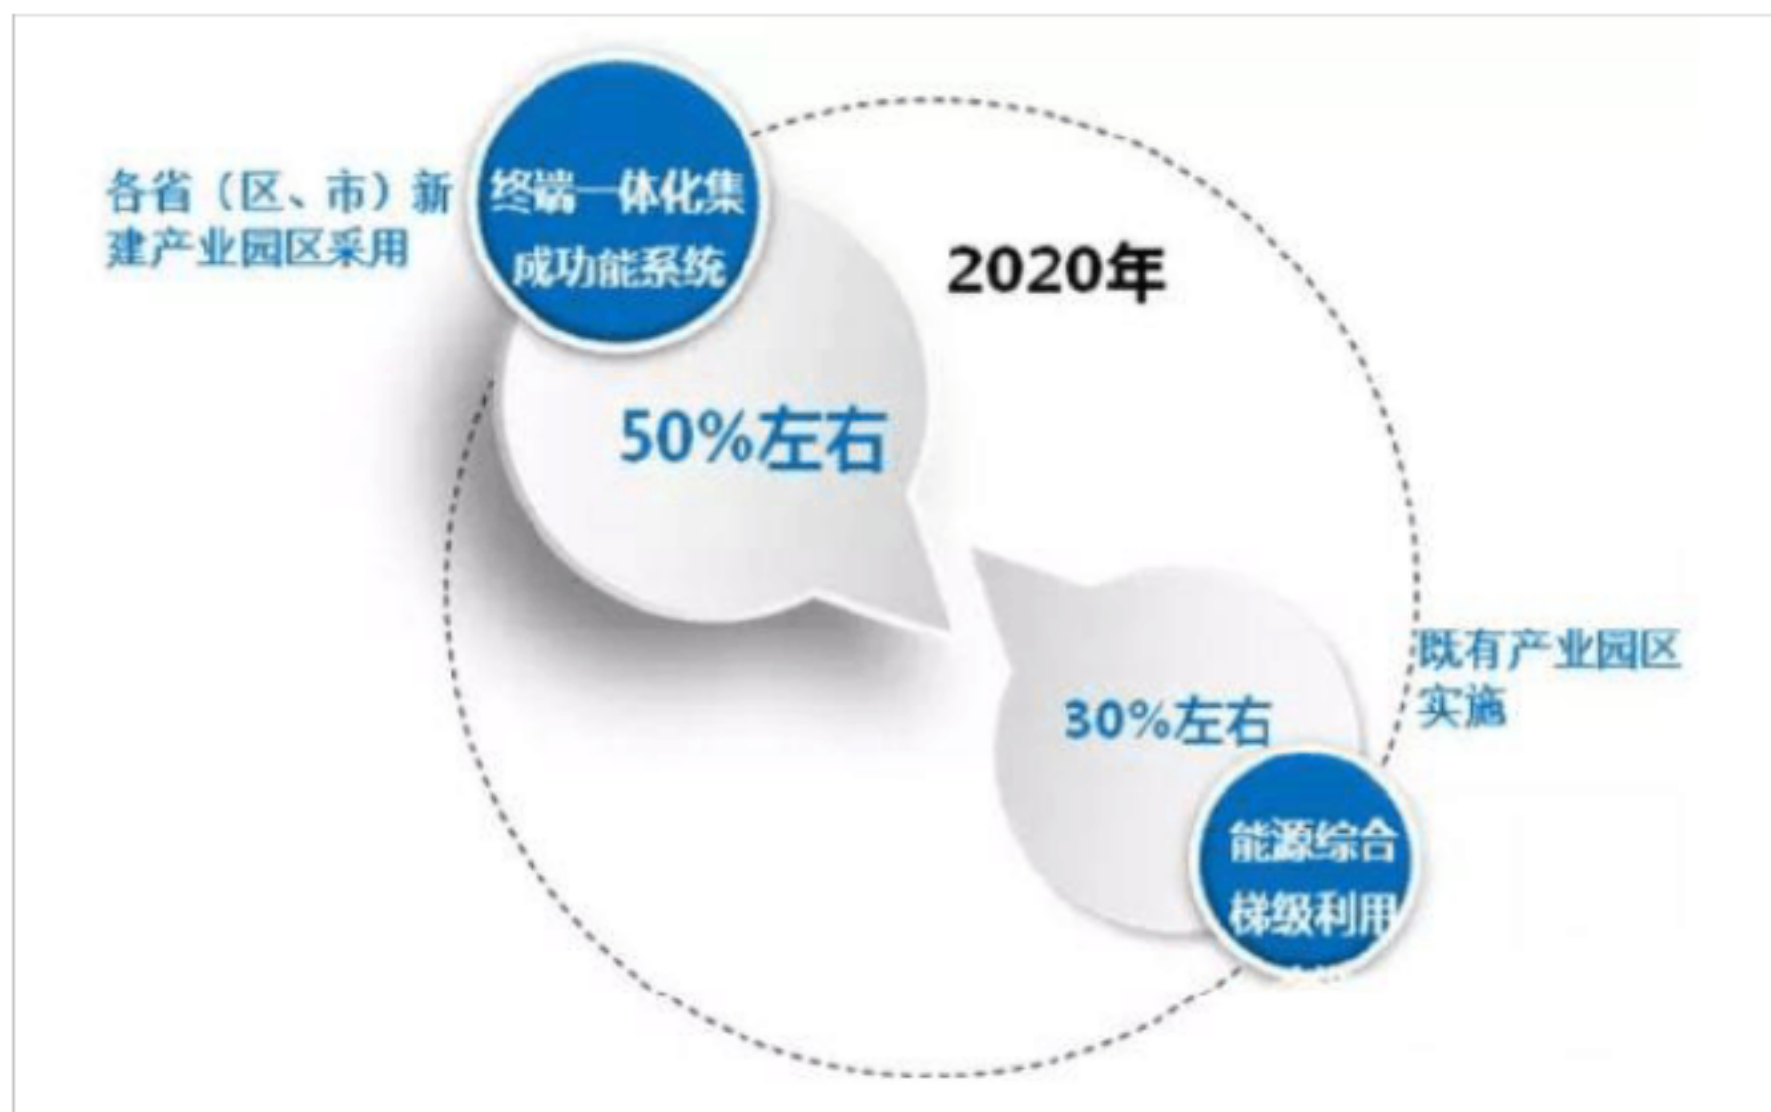 各省（区、市）新
建产业园区采用
终端一体化集
成功能系统
2020年
50%左右
30%左右
既有产业园区
实施
能源综合
梯级利用